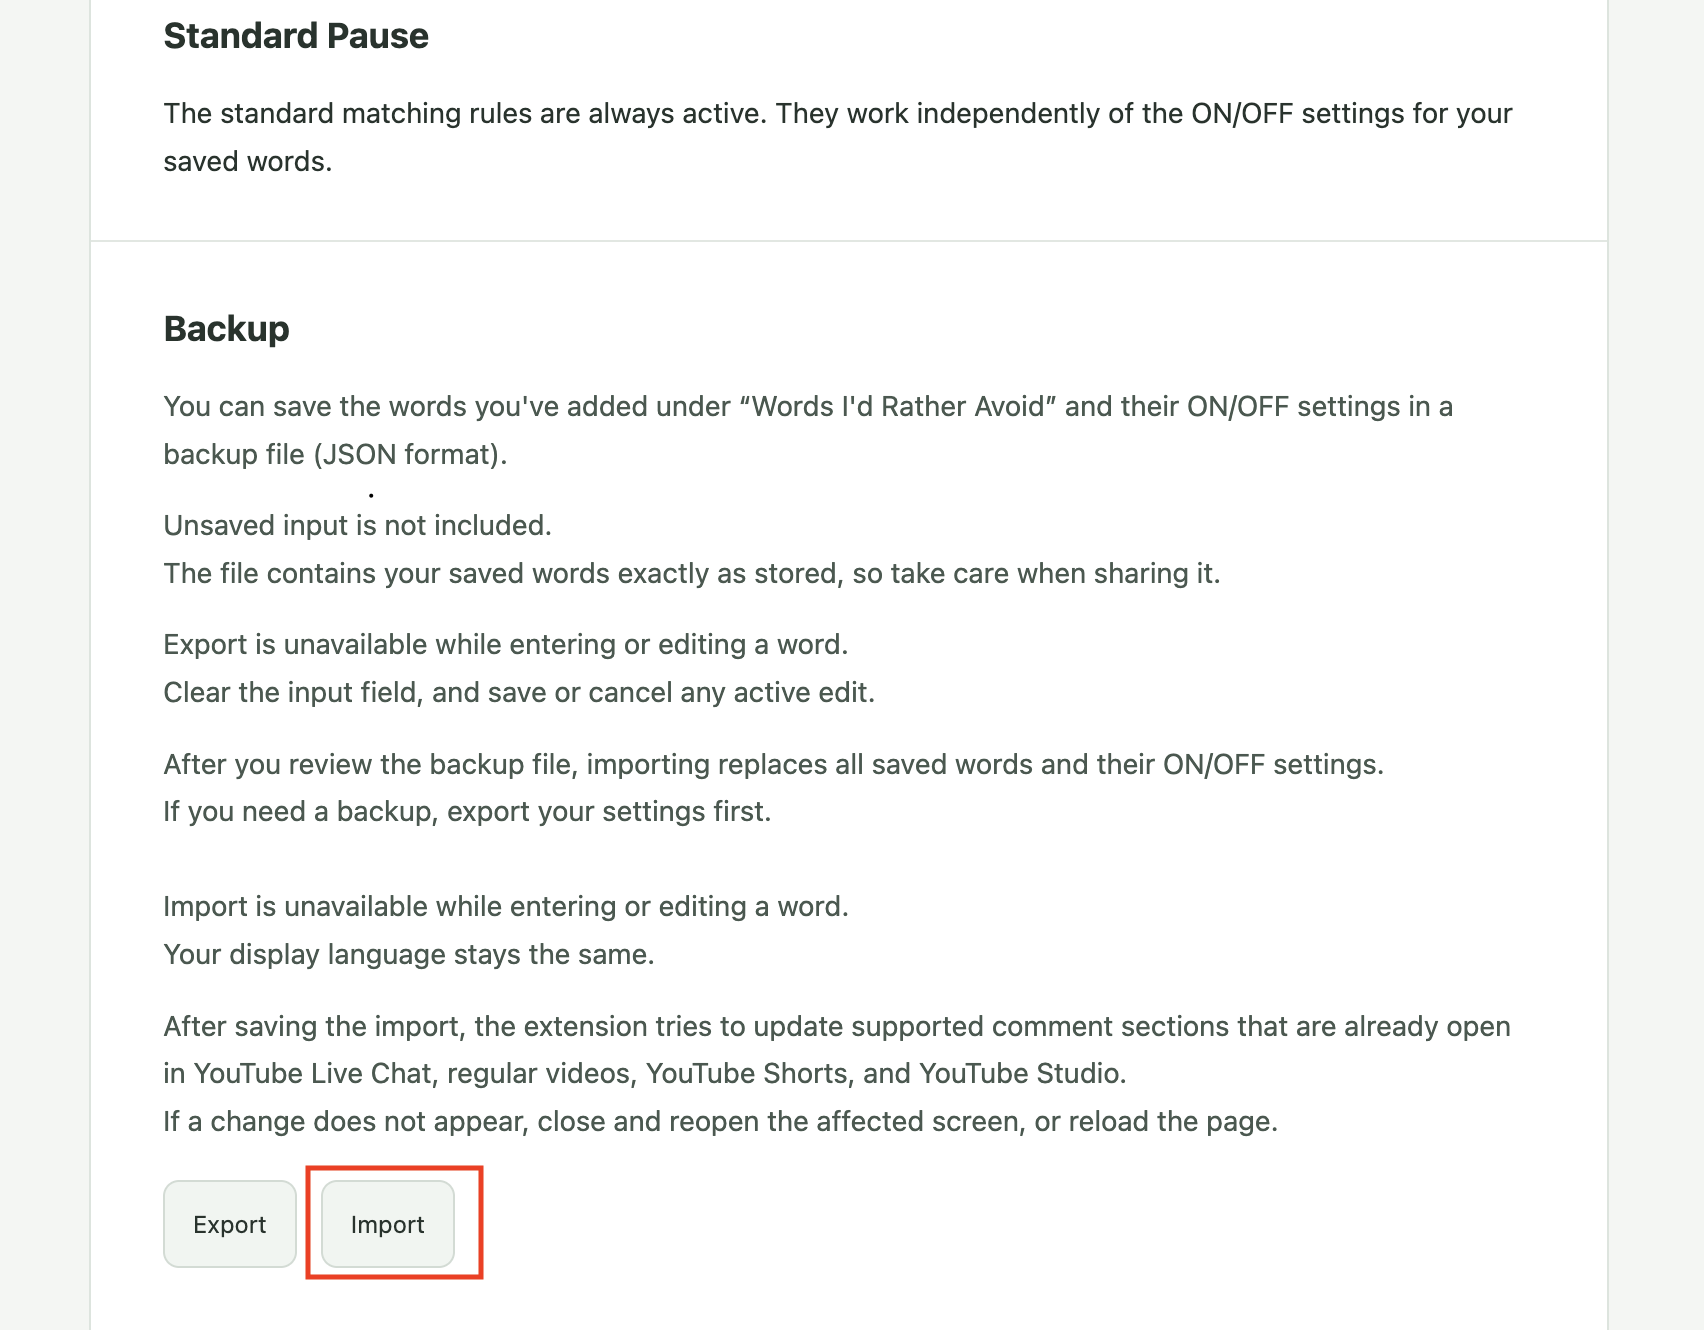 Standard Pause
The standard matching rules are always active. They work independently of the ON/OFF settings for your
saved words.
Backup
You can save the words you've added under “Words I'd Rather Avoid” and their ON/OFF settings in a
backup file (JSON format).
Unsaved input is not included.
The file contains your saved words exactly as stored, so take care when sharing it.
Export is unavailable while entering or editing a word.
Clear the input field, and save or cancel any active edit.
After you review the backup file, importing replaces all saved words and their ON/OFF settings.
If you need a backup, export your settings first.
Import is unavailable while entering or editing a word.
Your display language stays the same.
After saving the import, the extension tries to update supported comment sections that are already open
in YouTube Live Chat, regular videos, YouTube Shorts, and YouTube Studio.
If a change does not appear, close and reopen the affected screen, or reload the page.
Export Import